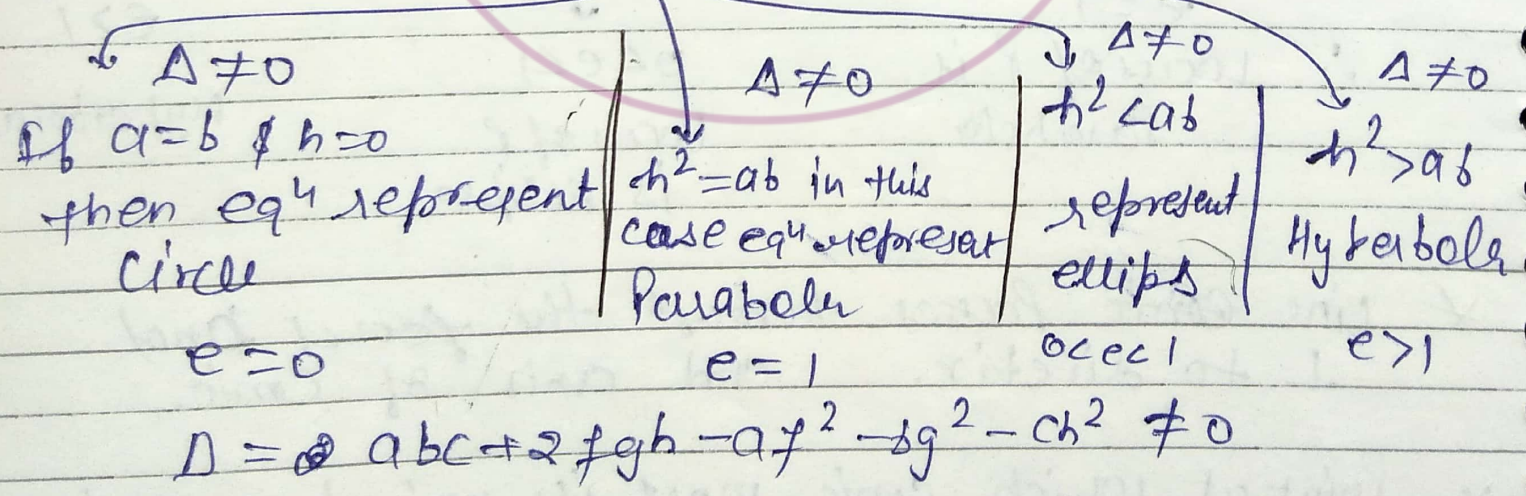 Δ ≠ 0
If a=b & h=0
then eqⁿ represent
Circle
e = 0
Δ ≠ 0
h² = ab in this
case eqⁿ represent
Parabola
e = 1
Δ ≠ 0
h² < ab
represent
ellips
0<e<1
Δ ≠ 0
h² > ab
Hyperbola
e>1
Δ = abc + 2fgh - af² - bg² - ch² ≠ 0